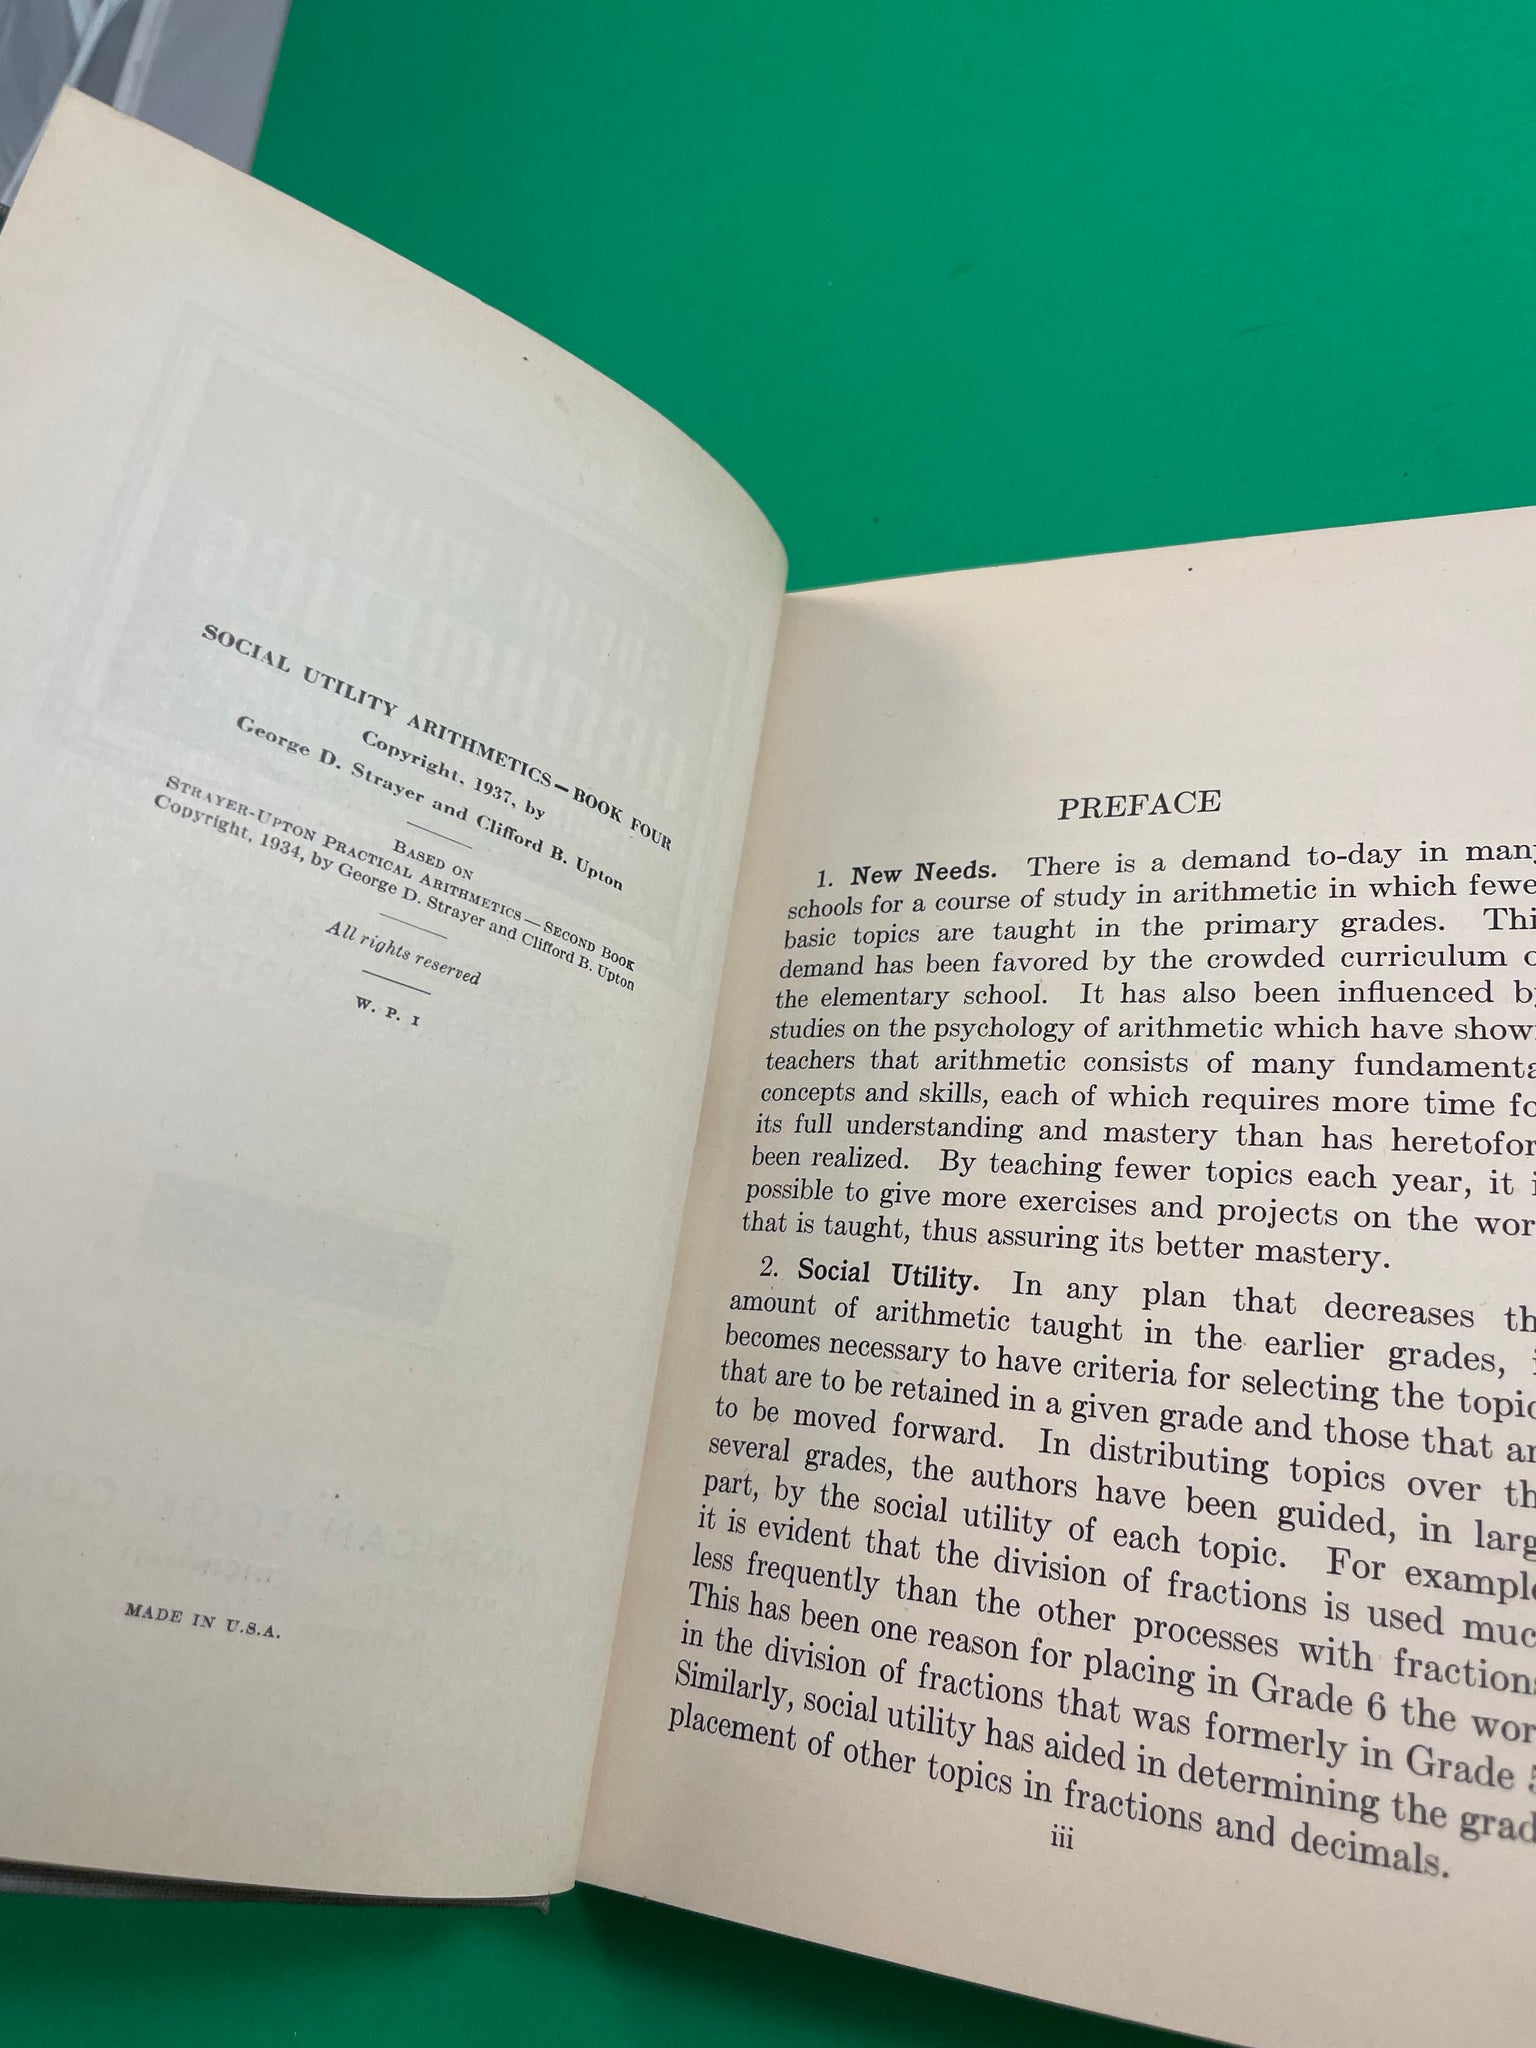 SOCIAL UTILITY ARITHMETICS—BOOK FOUR
Copyright, 1937, by
George D. Strayer and Clifford B. Upton
BASED ON
STRAYER-UPTON PRACTICAL ARITHMETICS—SECOND BOOK
Copyright, 1934, by George D. Strayer and Clifford B. Upton
All rights reserved
W. P. I
MADE IN U.S.A.
PREFACE
1. New Needs. There is a demand to-day in many
schools for a course of study in arithmetic in which fewe
basic topics are taught in the primary grades. Thi
demand has been favored by the crowded curriculum o
the elementary school. It has also been influenced by
studies on the psychology of arithmetic which have show
teachers that arithmetic consists of many fundamenta
concepts and skills, each of which requires more time fo
its full understanding and mastery than has heretofor
been realized. By teaching fewer topics each year, it i
possible to give more exercises and projects on the wor
that is taught, thus assuring its better mastery.
2. Social Utility. In any plan that decreases th
amount of arithmetic taught in the earlier grades, i
becomes necessary to have criteria for selecting the topic
that are to be retained in a given grade and those that ar
to be moved forward. In distributing topics over th
several grades, the authors have been guided, in larg
part, by the social utility of each topic. For example
it is evident that the division of fractions is used muc
less frequently than the other processes with fractions
This has been one reason for placing in Grade 6 the wor
in the division of fractions that was formerly in Grade 5
Similarly, social utility has aided in determining the grad
placement of other topics in fractions and decimals.
iii